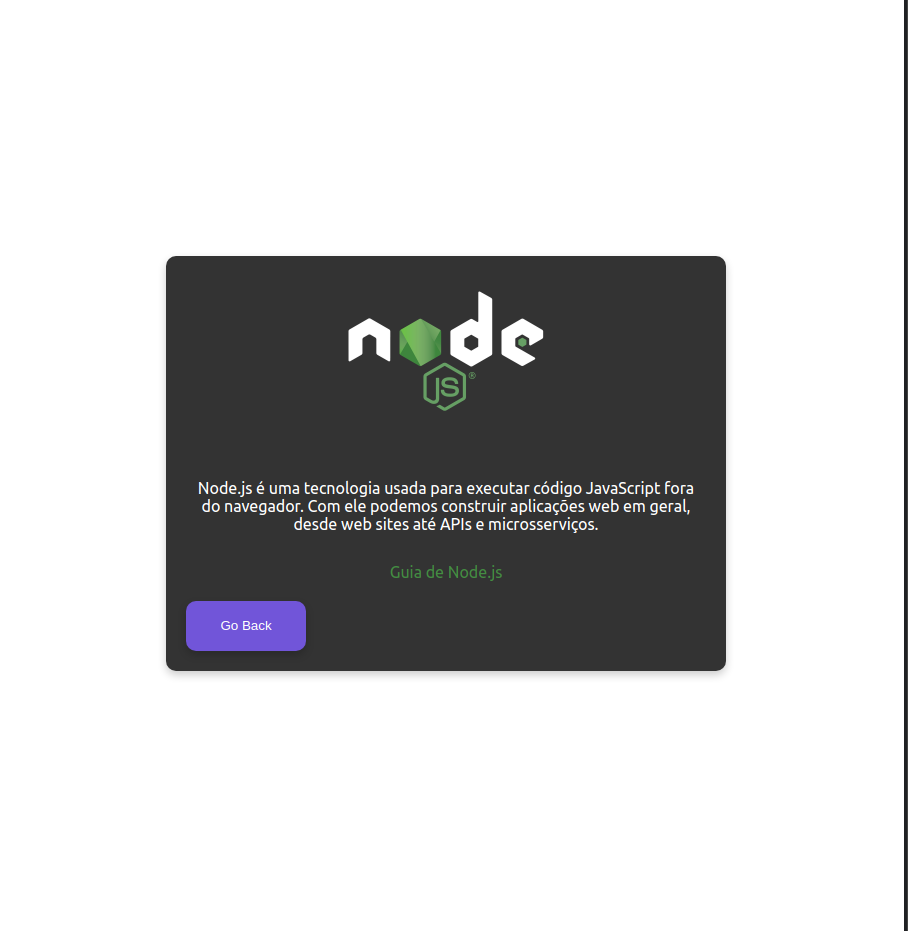 node
JS®
Node.js é uma tecnologia usada para executar código JavaScript fora
do navegador. Com ele podemos construir aplicações web em geral,
desde web sites até APIs e microsserviços.
Guia de Node.js
Go Back